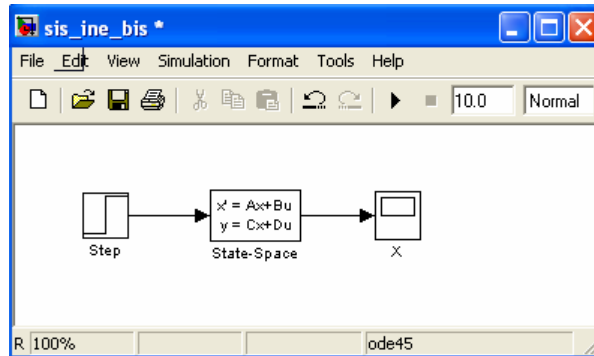 sis_ine_bis *
File Edit View Simulation Format Tools Help
10.0 Normal
x' = Ax+Bu
y = Cx+Du
Step
State-Space
X
R 100% ode45